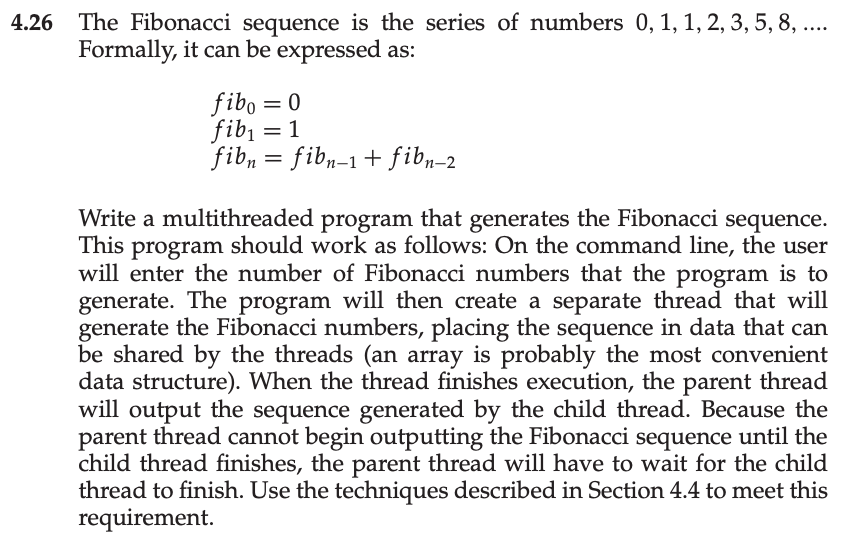 4.26 The Fibonacci sequence is the series of numbers 0, 1, 1, 2, 3, 5, 8, ....
Formally, it can be expressed as:
fib₀ = 0
fib₁ = 1
fibₙ = fibₙ₋₁ + fibₙ₋₂
Write a multithreaded program that generates the Fibonacci sequence.
This program should work as follows: On the command line, the user
will enter the number of Fibonacci numbers that the program is to
generate. The program will then create a separate thread that will
generate the Fibonacci numbers, placing the sequence in data that can
be shared by the threads (an array is probably the most convenient
data structure). When the thread finishes execution, the parent thread
will output the sequence generated by the child thread. Because the
parent thread cannot begin outputting the Fibonacci sequence until the
child thread finishes, the parent thread will have to wait for the child
thread to finish. Use the techniques described in Section 4.4 to meet this
requirement.